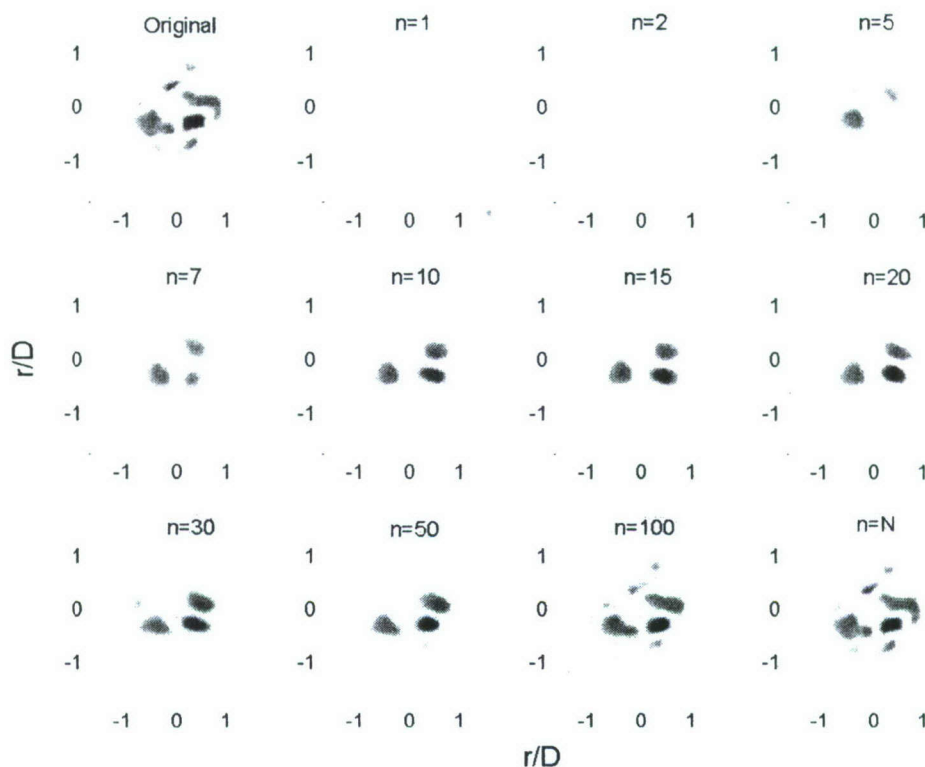 Original n=1 n=2 n=5
1 1 1 1
0 0 0 0
-1 -1 -1 -1
-1 0 1 -1 0 1 -1 0 1 -1 0 1
n=7 n=10 n=15 n=20
1 1 1 1
r/D
0 0 0 0
-1 -1 -1 -1
-1 0 1 -1 0 1 -1 0 1 -1 0 1
n=30 n=50 n=100 n=N
1 1 1 1
0 0 0 0
-1 -1 -1 -1
-1 0 1 -1 0 1 -1 0 1 -1 0 1
r/D